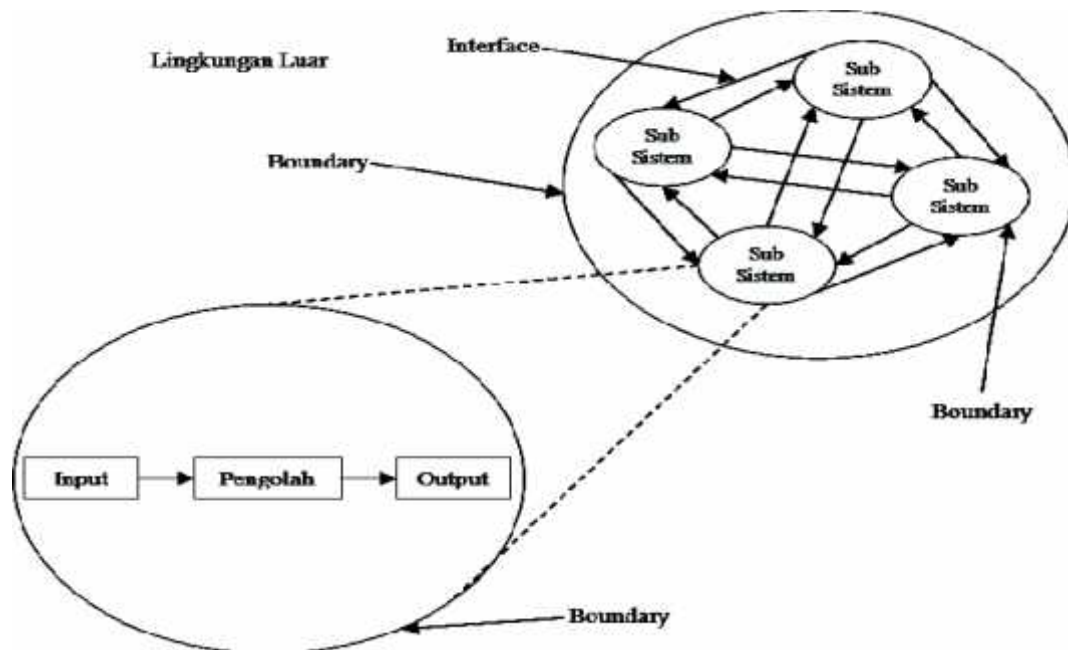 Interface
Lingkungan Luar
Sub
Sistem
Sub
Sistem
Boundary
Sub
Sistem
Sub
Sistem
Boundary
Input
Pengolah
Output
Boundary